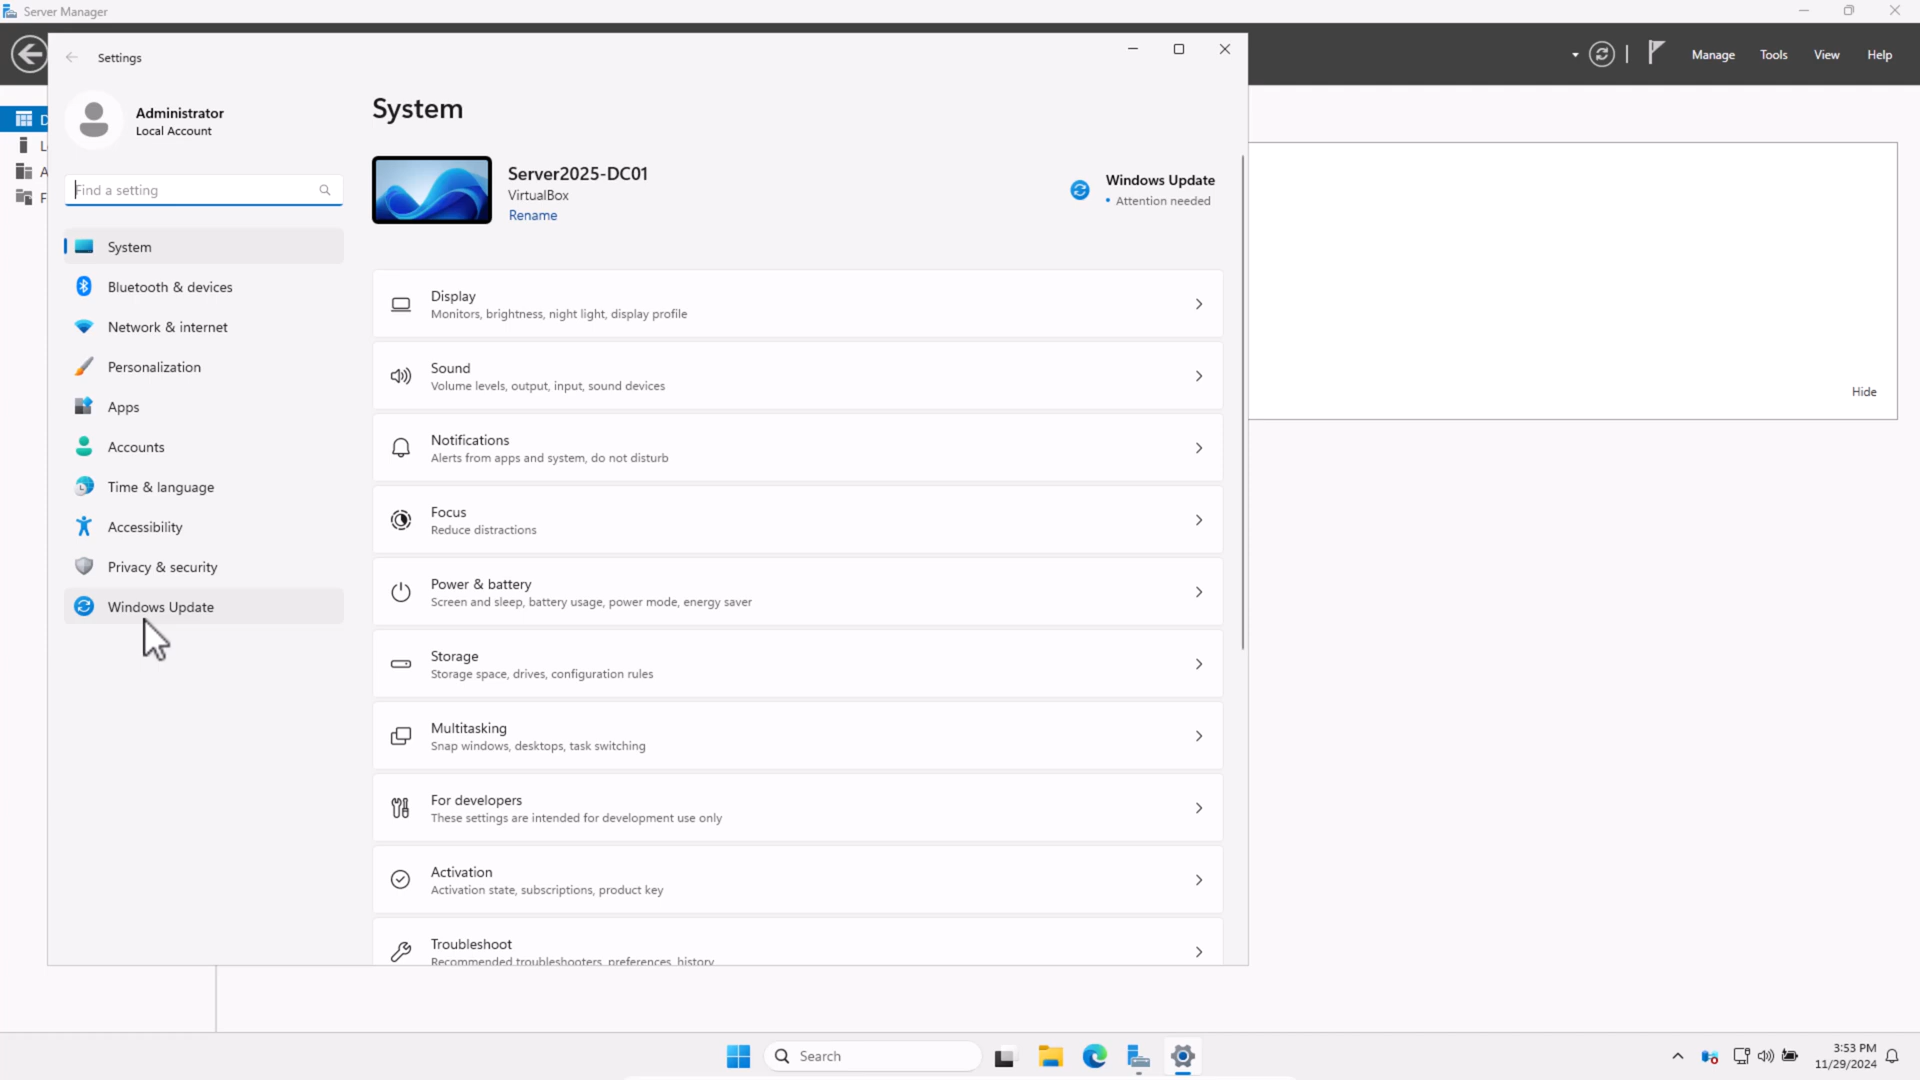 Server Manager
Settings
Manage
Tools
View
Help
Administrator
Local Account
Find a setting
System
Bluetooth & devices
Network & internet
Personalization
Apps
Accounts
Time & language
Accessibility
Privacy & security
Windows Update
System
Server2025-DC01
VirtualBox
Rename
Windows Update
• Attention needed
Display
Monitors, brightness, night light, display profile
Sound
Volume levels, output, input, sound devices
Notifications
Alerts from apps and system, do not disturb
Focus
Reduce distractions
Power & battery
Screen and sleep, battery usage, power mode, energy saver
Storage
Storage space, drives, configuration rules
Multitasking
Snap windows, desktops, task switching
For developers
These settings are intended for development use only
Activation
Activation state, subscriptions, product key
Troubleshoot
Recommended troubleshooters, preferences, history
Hide
Search
3:53 PM
11/29/2024